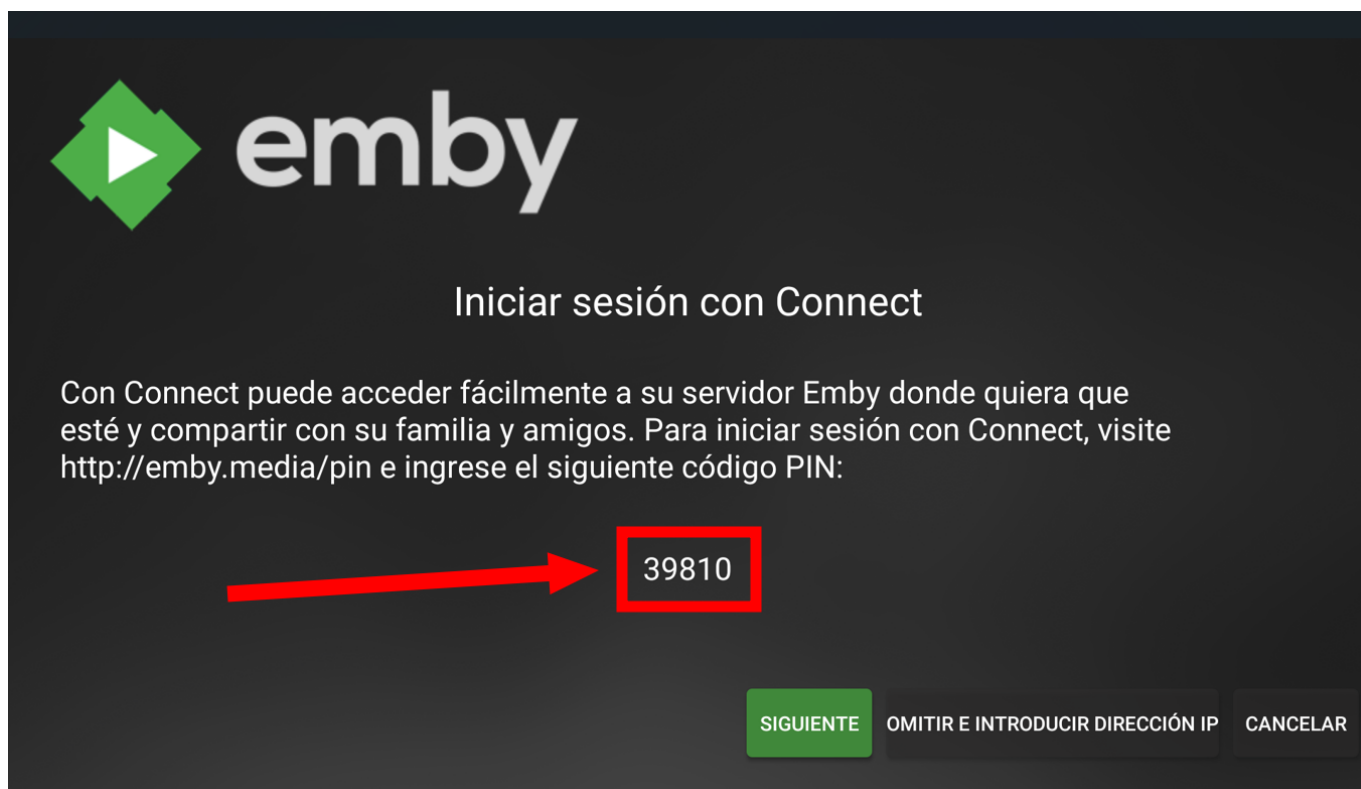 emby
Iniciar sesión con Connect
Con Connect puede acceder fácilmente a su servidor Emby donde quiera que
esté y compartir con su familia y amigos. Para iniciar sesión con Connect, visite
http://emby.media/pin e ingrese el siguiente código PIN:
39810
SIGUIENTE OMITIR E INTRODUCIR DIRECCIÓN IP CANCELAR